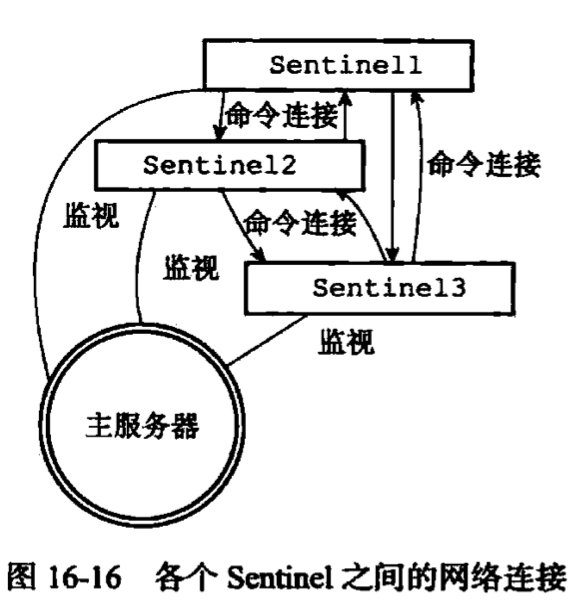 Sentinel1
命令连接
Sentinel2
命令连接
监视
命令连接
监视
Sentinel3
监视
主服务器
图 16-16 各个 Sentinel 之间的网络连接